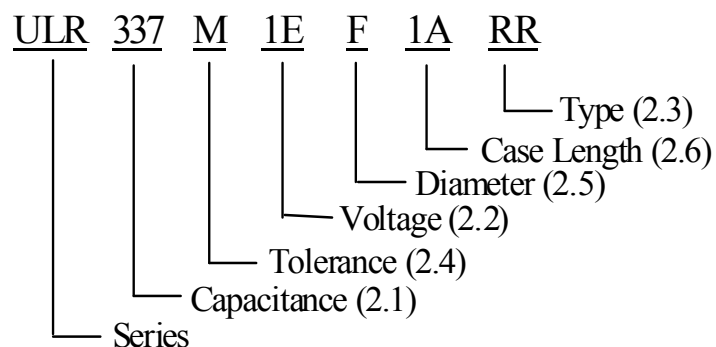 ULR 337 M 1E F 1A RR
Type (2.3)
Case Length (2.6)
Diameter (2.5)
Voltage (2.2)
Tolerance (2.4)
Capacitance (2.1)
Series